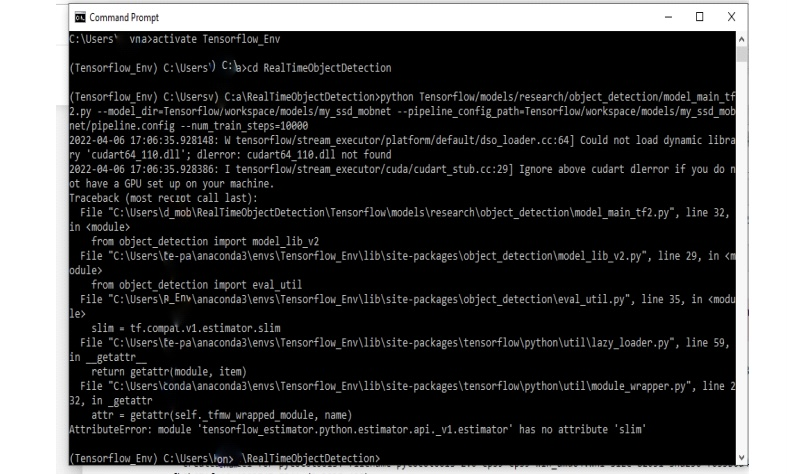 Command Prompt
C:\Users\ vna>activate Tensorflow_Env
(Tensorflow_Env) C:\Users\) C:\a>cd RealTimeObjectDetection
(Tensorflow_Env) C:\Usersv) C:a\RealTimeObjectDetection>python Tensorflow/models/research/object_detection/model_main_tf
2.py --model_dir=Tensorflow/workspace/models/my_ssd_mobnet --pipeline_config_path=Tensorflow/workspace/models/my_ssd_mob
net/pipeline.config --num_train_steps=10000
2022-04-06 17:06:35.928148: W tensorflow/stream_executor/platform/default/dso_loader.cc:64] Could not load dynamic libra
ry 'cudart64_110.dll'; dlerror: cudart64_110.dll not found
2022-04-06 17:06:35.928386: I tensorflow/stream_executor/cuda/cudart_stub.cc:29] Ignore above cudart dlerror if you do n
ot have a GPU set up on your machine.
Traceback (most reciot call last):
File "C:\Users\d_mob\RealTimeObjectDetection\Tensorflow\models\research\object_detection\model_main_tf2.py", line 32,
in <module>
from object_detection import model_lib_v2
File "C:\Users\te-pa\anaconda3\envs\Tensorflow_Env\lib\site-packages\object_detection\model_lib_v2.py", line 29, in <m
odule>
from object_detection import eval_util
File "C:\Users\R_Env\anaconda3\envs\Tensorflow_Env\lib\site-packages\object_detection\eval_util.py", line 35, in <modu
le>
slim = tf.compat.v1.estimator.slim
File "C:\Users\te-pa\anaconda3\envs\Tensorflow_Env\lib\site-packages\tensorflow\python\util\lazy_loader.py", line 59,
in __getattr__
return getattr(module, item)
File "C:\Users\conda\anaconda3\envs\Tensorflow_Env\lib\site-packages\tensorflow\python\util\module_wrapper.py", line 2
32, in _getattr
attr = getattr(self._tfmw_wrapped_module, name)
AttributeError: module 'tensorflow_estimator.python.estimator.api._v1.estimator' has no attribute 'slim'
(Tensorflow_Env) C:\Users\on> \RealTimeObjectDetection>